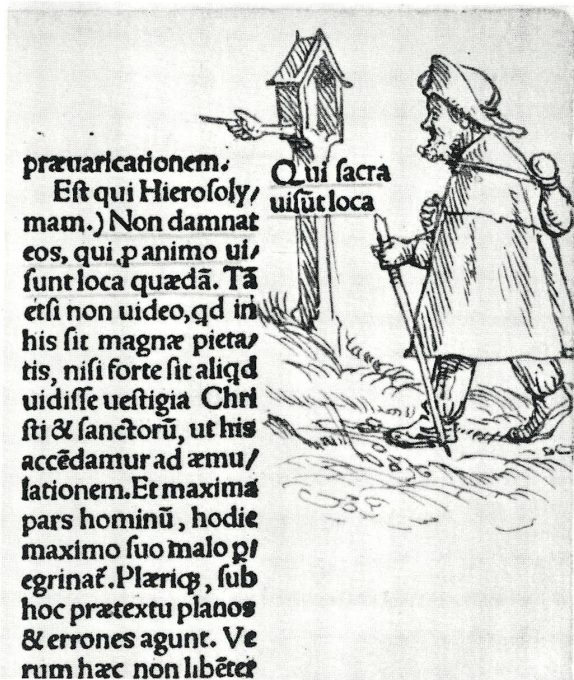 præuaricationem.
Est qui Hierosoly/
mam.) Non damnat
eos, qui ꝓ animo ui/
sunt loca quædã. Tã
etsi non uideo, qd in
his sit magnæ pieta/
tis, nisi forte sit aliqd
uidisse uestigia Chri
sti & sanctorũ, ut his
accẽdamur ad æmu/
lationem. Et maxima
pars hominũ, hodie
maximo suo malo ꝑ/
egrinat᷑. Plæriqꝫ, sub
hoc prætextu planos
& errones agunt. Ve
rum hæc non libẽter
Qui sacra
uisũt loca